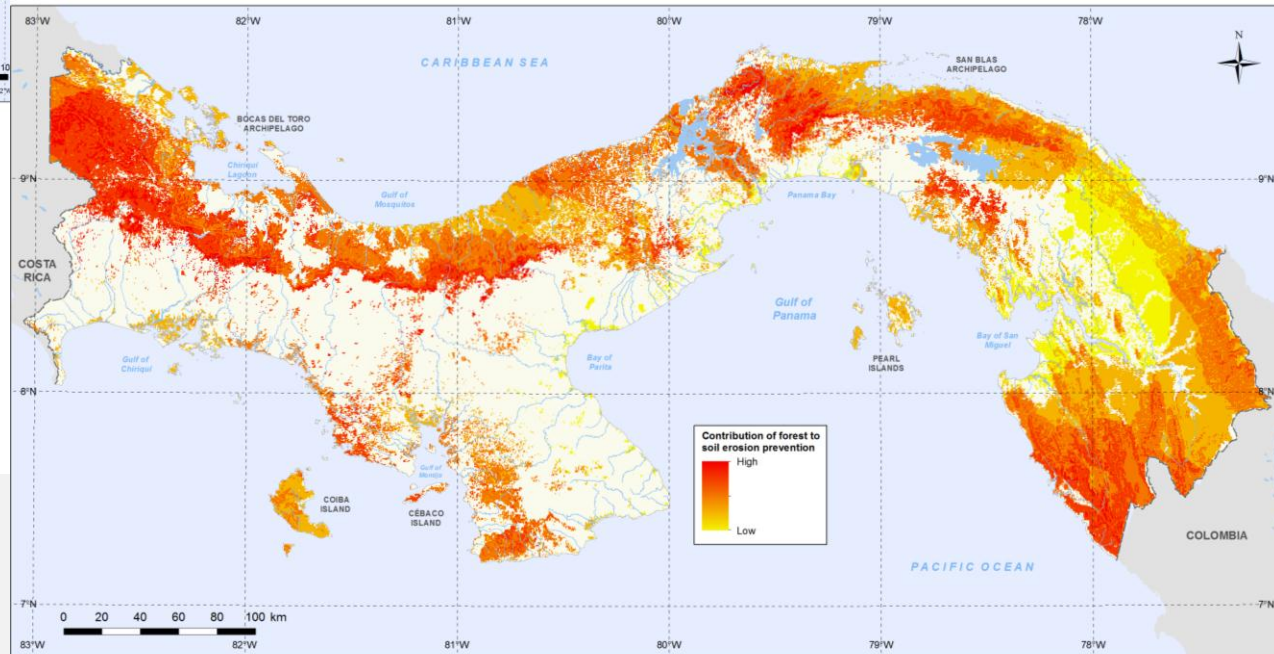 83°W
82°W
81°W
80°W
79°W
78°W
N
10
2°N
CARIBBEAN SEA
SAN BLAS
ARCHIPELAGO
BOCAS DEL TORO
ARCHIPELAGO
Chiriquí
Lagoon
9°N
9°N
Gulf of
Mosquitos
Panama Bay
COSTA
RICA
Gulf of
Panama
Gulf of
Chiriquí
Bay of
Parita
PEARL
ISLANDS
Bay of San
Miguel
8°N
8°N
Contribution of forest to
soil erosion prevention
High
Low
Gulf of
Montijo
COIBA
ISLAND
CÉBACO
ISLAND
COLOMBIA
PACIFIC OCEAN
7°N
7°N
0 20 40 60 80 100 km
83°W
82°W
81°W
80°W
79°W
78°W